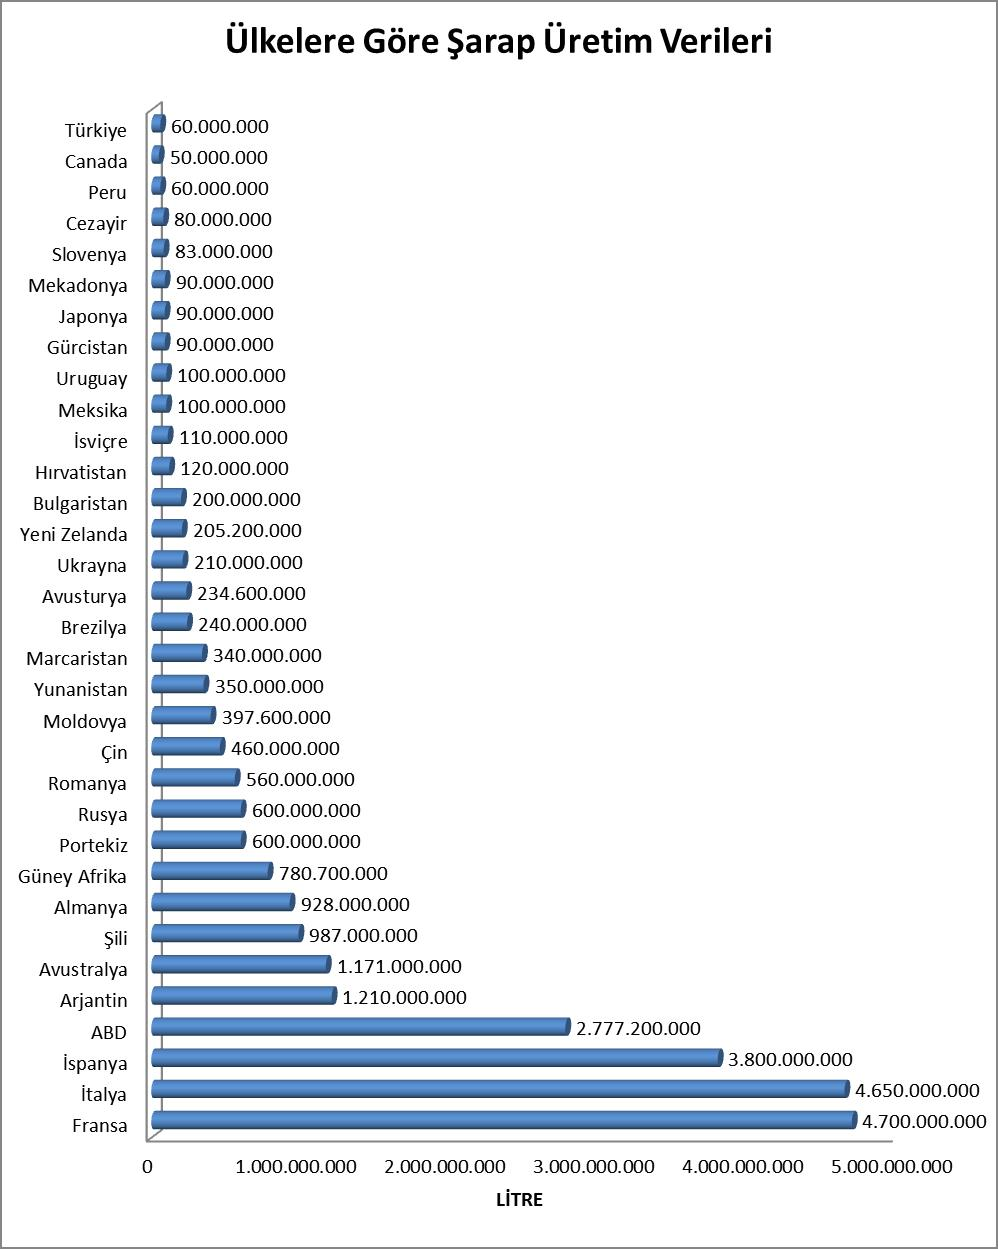 Ülkelere Göre Şarap Üretim Verileri
Türkiye 60.000.000
Canada 50.000.000
Peru 60.000.000
Cezayir 80.000.000
Slovenya 83.000.000
Mekadonya 90.000.000
Japonya 90.000.000
Gürcistan 90.000.000
Uruguay 100.000.000
Meksika 100.000.000
İsviçre 110.000.000
Hırvatistan 120.000.000
Bulgaristan 200.000.000
Yeni Zelanda 205.200.000
Ukrayna 210.000.000
Avusturya 234.600.000
Brezilya 240.000.000
Marcaristan 340.000.000
Yunanistan 350.000.000
Moldovya 397.600.000
Çin 460.000.000
Romanya 560.000.000
Rusya 600.000.000
Portekiz 600.000.000
Güney Afrika 780.700.000
Almanya 928.000.000
Şili 987.000.000
Avustralya 1.171.000.000
Arjantin 1.210.000.000
ABD 2.777.200.000
İspanya 3.800.000.000
İtalya 4.650.000.000
Fransa 4.700.000.000
0 1.000.000.000 2.000.000.000 3.000.000.000 4.000.000.000 5.000.000.000
LİTRE